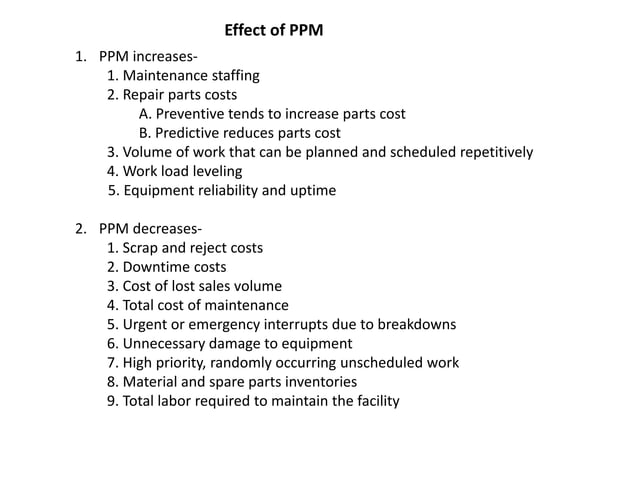 Effect of PPM
1. PPM increases-
1. Maintenance staffing
2. Repair parts costs
A. Preventive tends to increase parts cost
B. Predictive reduces parts cost
3. Volume of work that can be planned and scheduled repetitively
4. Work load leveling
5. Equipment reliability and uptime
2. PPM decreases-
1. Scrap and reject costs
2. Downtime costs
3. Cost of lost sales volume
4. Total cost of maintenance
5. Urgent or emergency interrupts due to breakdowns
6. Unnecessary damage to equipment
7. High priority, randomly occurring unscheduled work
8. Material and spare parts inventories
9. Total labor required to maintain the facility